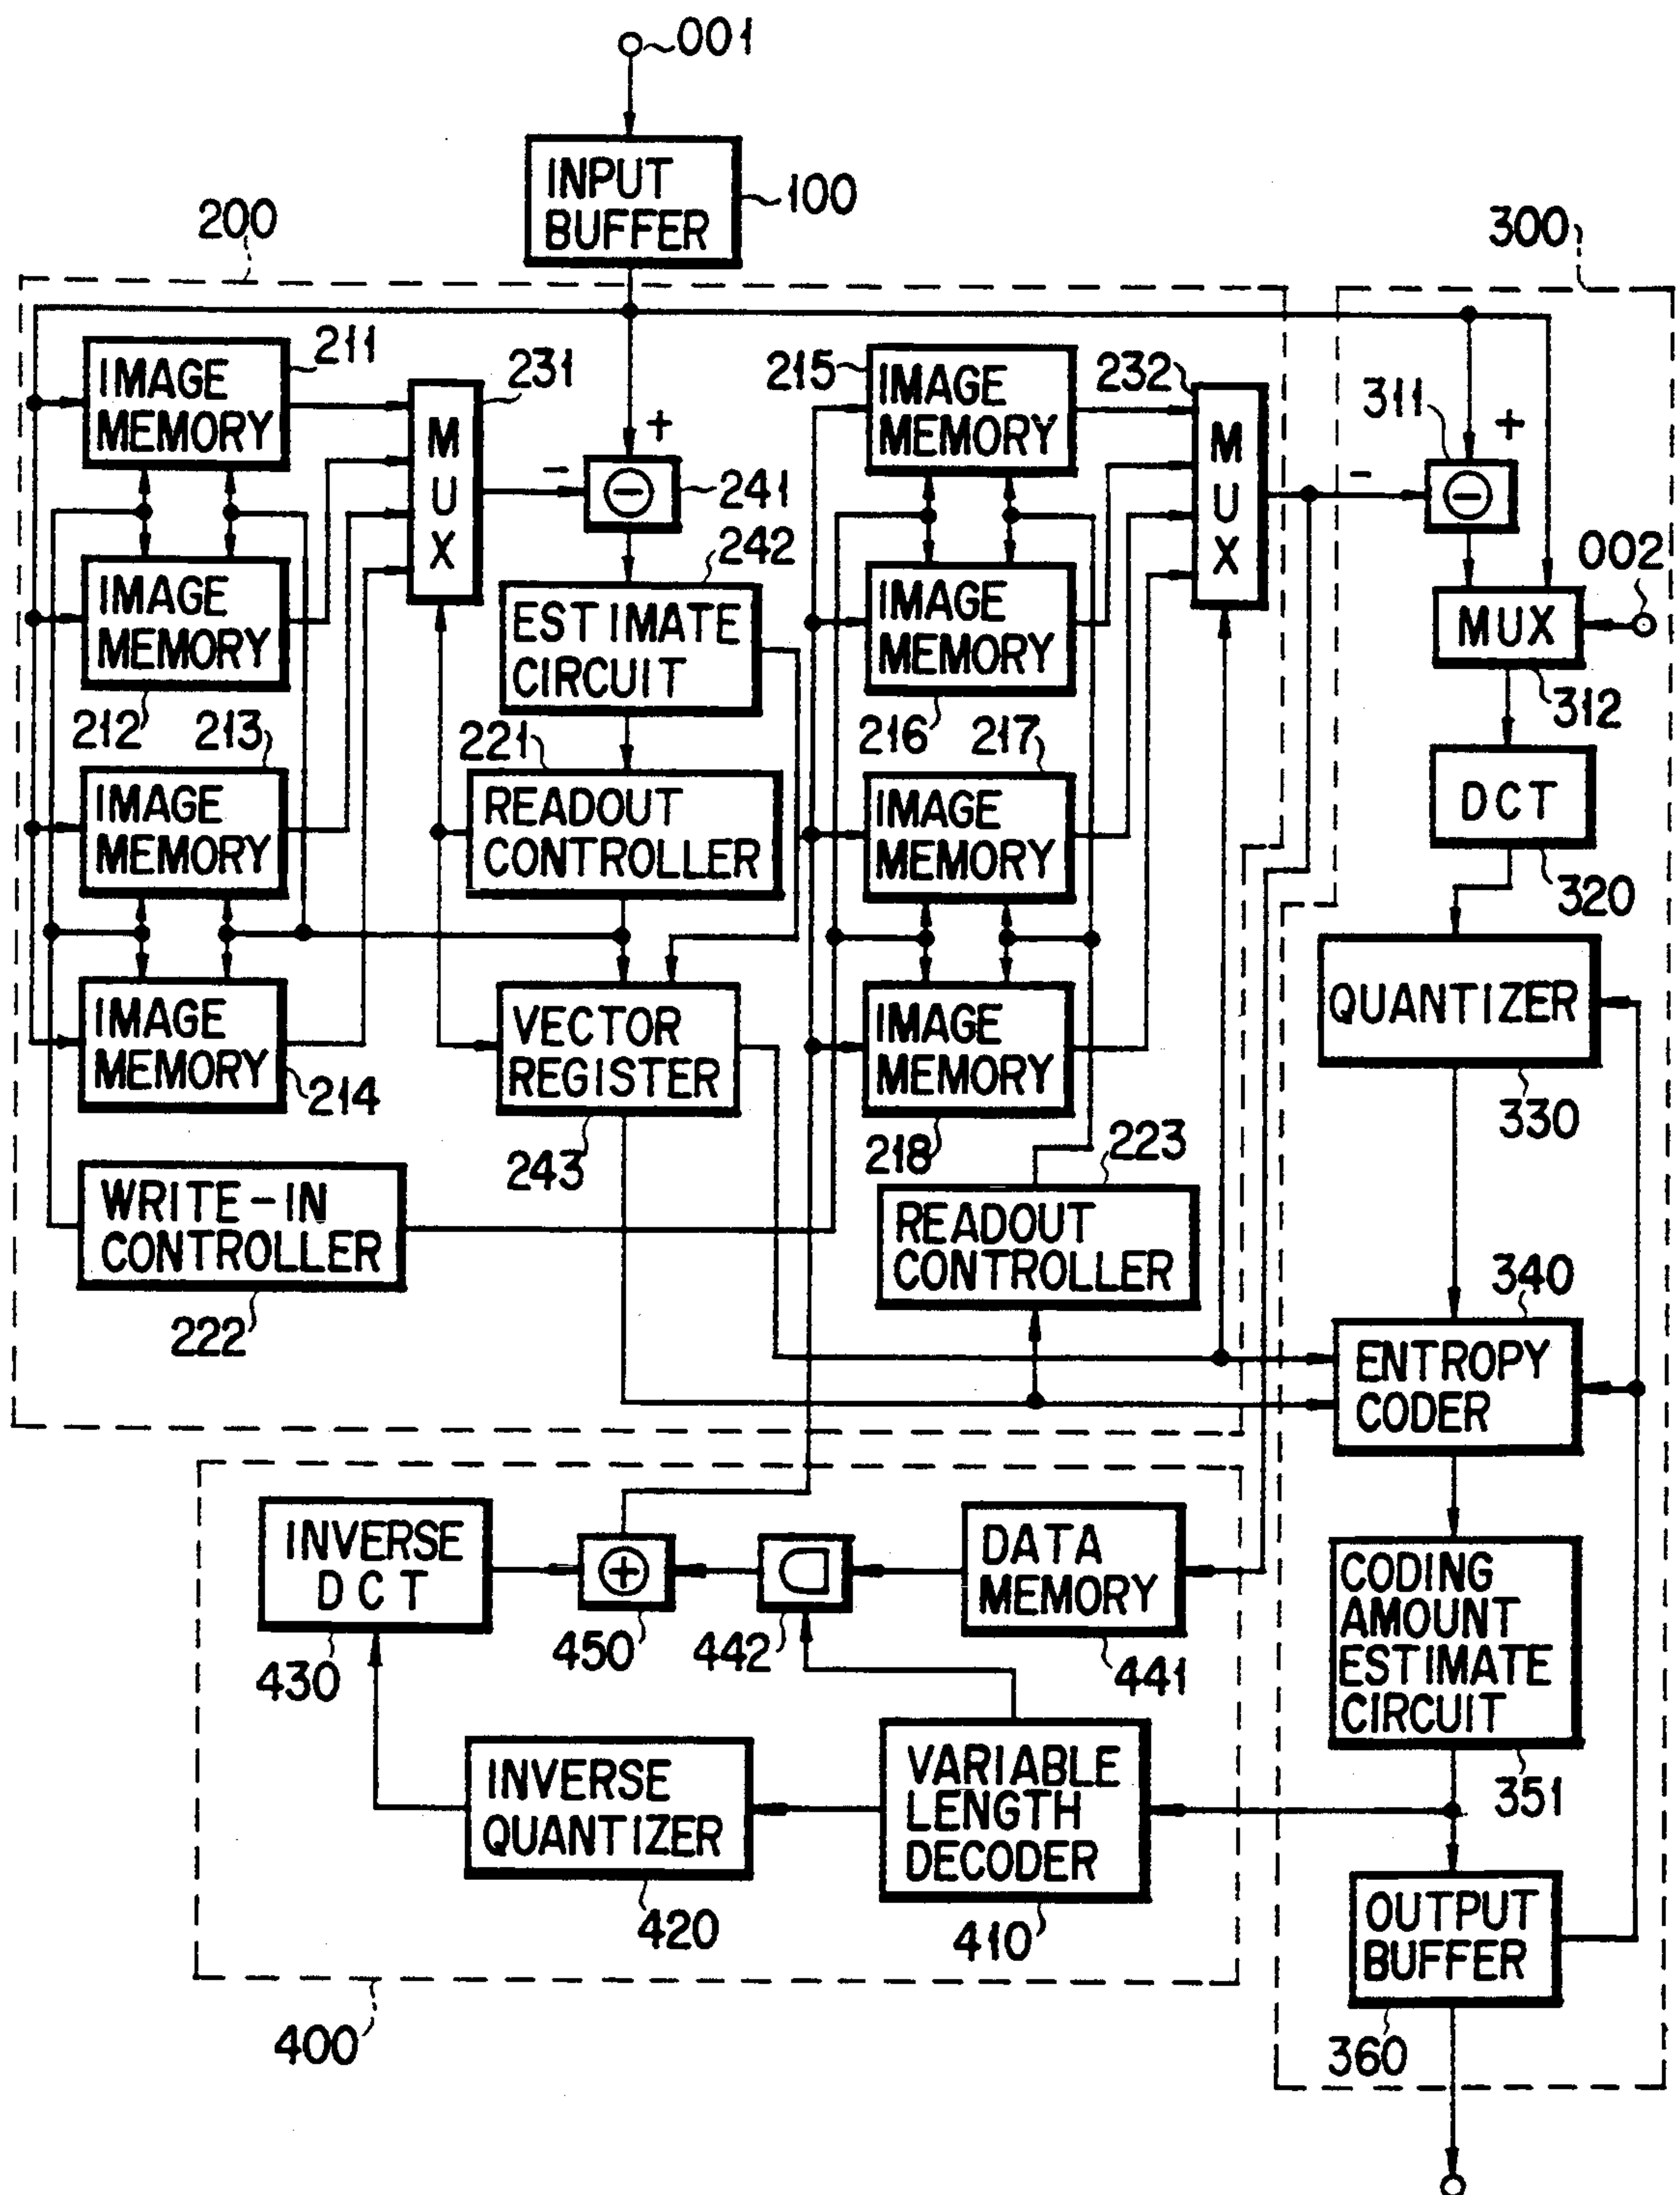 001
INPUT
BUFFER
100
200
300
IMAGE
MEMORY
211
231
MUX
+
-
241
215
IMAGE
MEMORY
232
MUX
311
+
-
002
242
ESTIMATE
CIRCUIT
IMAGE
MEMORY
212
IMAGE
MEMORY
216
MUX
312
213
221
217
IMAGE
MEMORY
READOUT
CONTROLLER
IMAGE
MEMORY
DCT
320
QUANTIZER
330
IMAGE
MEMORY
214
VECTOR
REGISTER
243
IMAGE
MEMORY
218
223
WRITE-IN
CONTROLLER
222
READOUT
CONTROLLER
340
ENTROPY
CODER
INVERSE
DCT
430
+
450
442
DATA
MEMORY
441
CODING
AMOUNT
ESTIMATE
CIRCUIT
351
INVERSE
QUANTIZER
420
VARIABLE
LENGTH
DECODER
410
OUTPUT
BUFFER
360
400